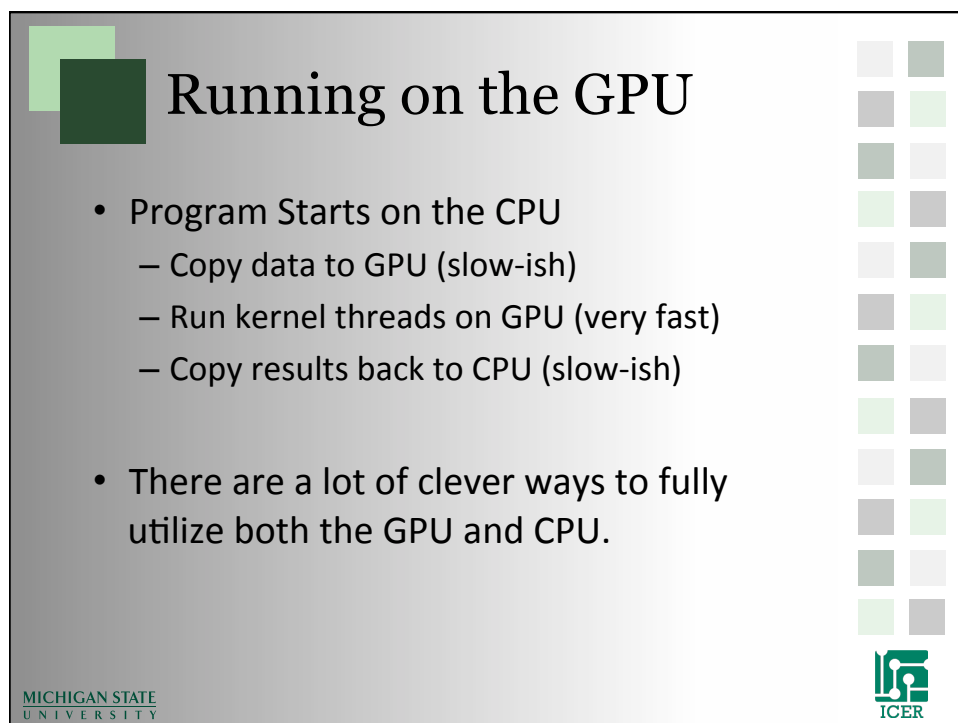 Running on the GPU
• Program Starts on the CPU
– Copy data to GPU (slow-ish)
– Run kernel threads on GPU (very fast)
– Copy results back to CPU (slow-ish)
• There are a lot of clever ways to fully
utilize both the GPU and CPU.
MICHIGAN STATE
UNIVERSITY
ICER